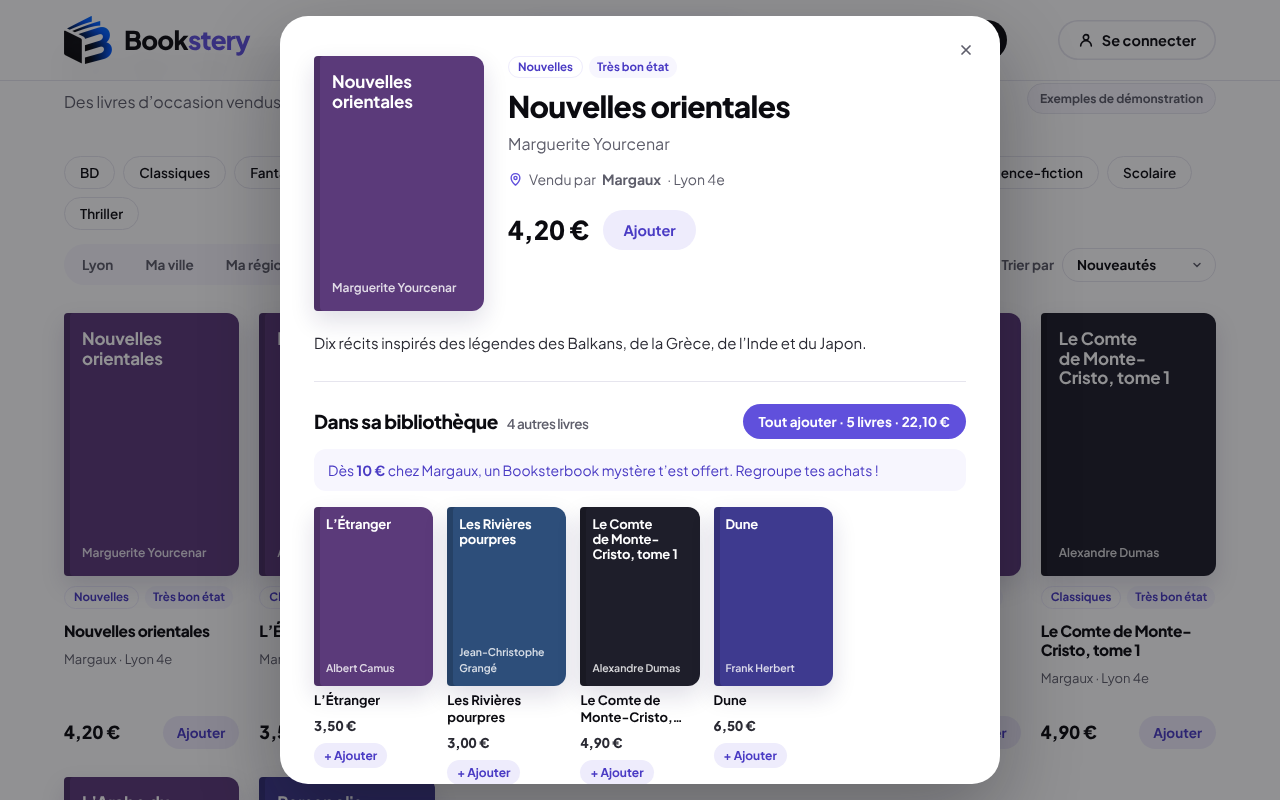 Bookstery
Se connecter
Des livres d'occasion vendus
Exemples de démonstration
BD
Classiques
ence-fiction
Scolaire
Thriller
Lyon
Ma ville
Trier par
Nouveautés
Nouvelles
orientales
Marguerite Yourcenar
Nouvelles
Très bon état
Nouvelles orientales
Margaux · Lyon 4e
4,20 €
Ajouter
Le Comte
de Monte-
Cristo, tome 1
Alexandre Dumas
Classiques
Très bon état
Le Comte de Monte-
Cristo, tome 1
Margaux · Lyon 4e
4,90 €
Ajouter
Nouvelles
orientales
Marguerite Yourcenar
Nouvelles
Très bon état
Nouvelles orientales
Marguerite Yourcenar
Vendu par Margaux · Lyon 4e
4,20 €
Ajouter
Dix récits inspirés des légendes des Balkans, de la Grèce, de l'Inde et du Japon.
Dans sa bibliothèque
4 autres livres
Tout ajouter · 5 livres · 22,10 €
Dès 10 € chez Margaux, un Booksterbook mystère t'est offert. Regroupe tes achats !
L'Étranger
Albert Camus
L'Étranger
3,50 €
+ Ajouter
Les Rivières
pourpres
Jean-Christophe
Grangé
Les Rivières
pourpres
3,00 €
+ Ajouter
Le Comte
de Monte-
Cristo, tome 1
Alexandre Dumas
Le Comte de
Monte-Cristo,…
4,90 €
+ Ajouter
Dune
Frank Herbert
Dune
6,50 €
+ Ajouter